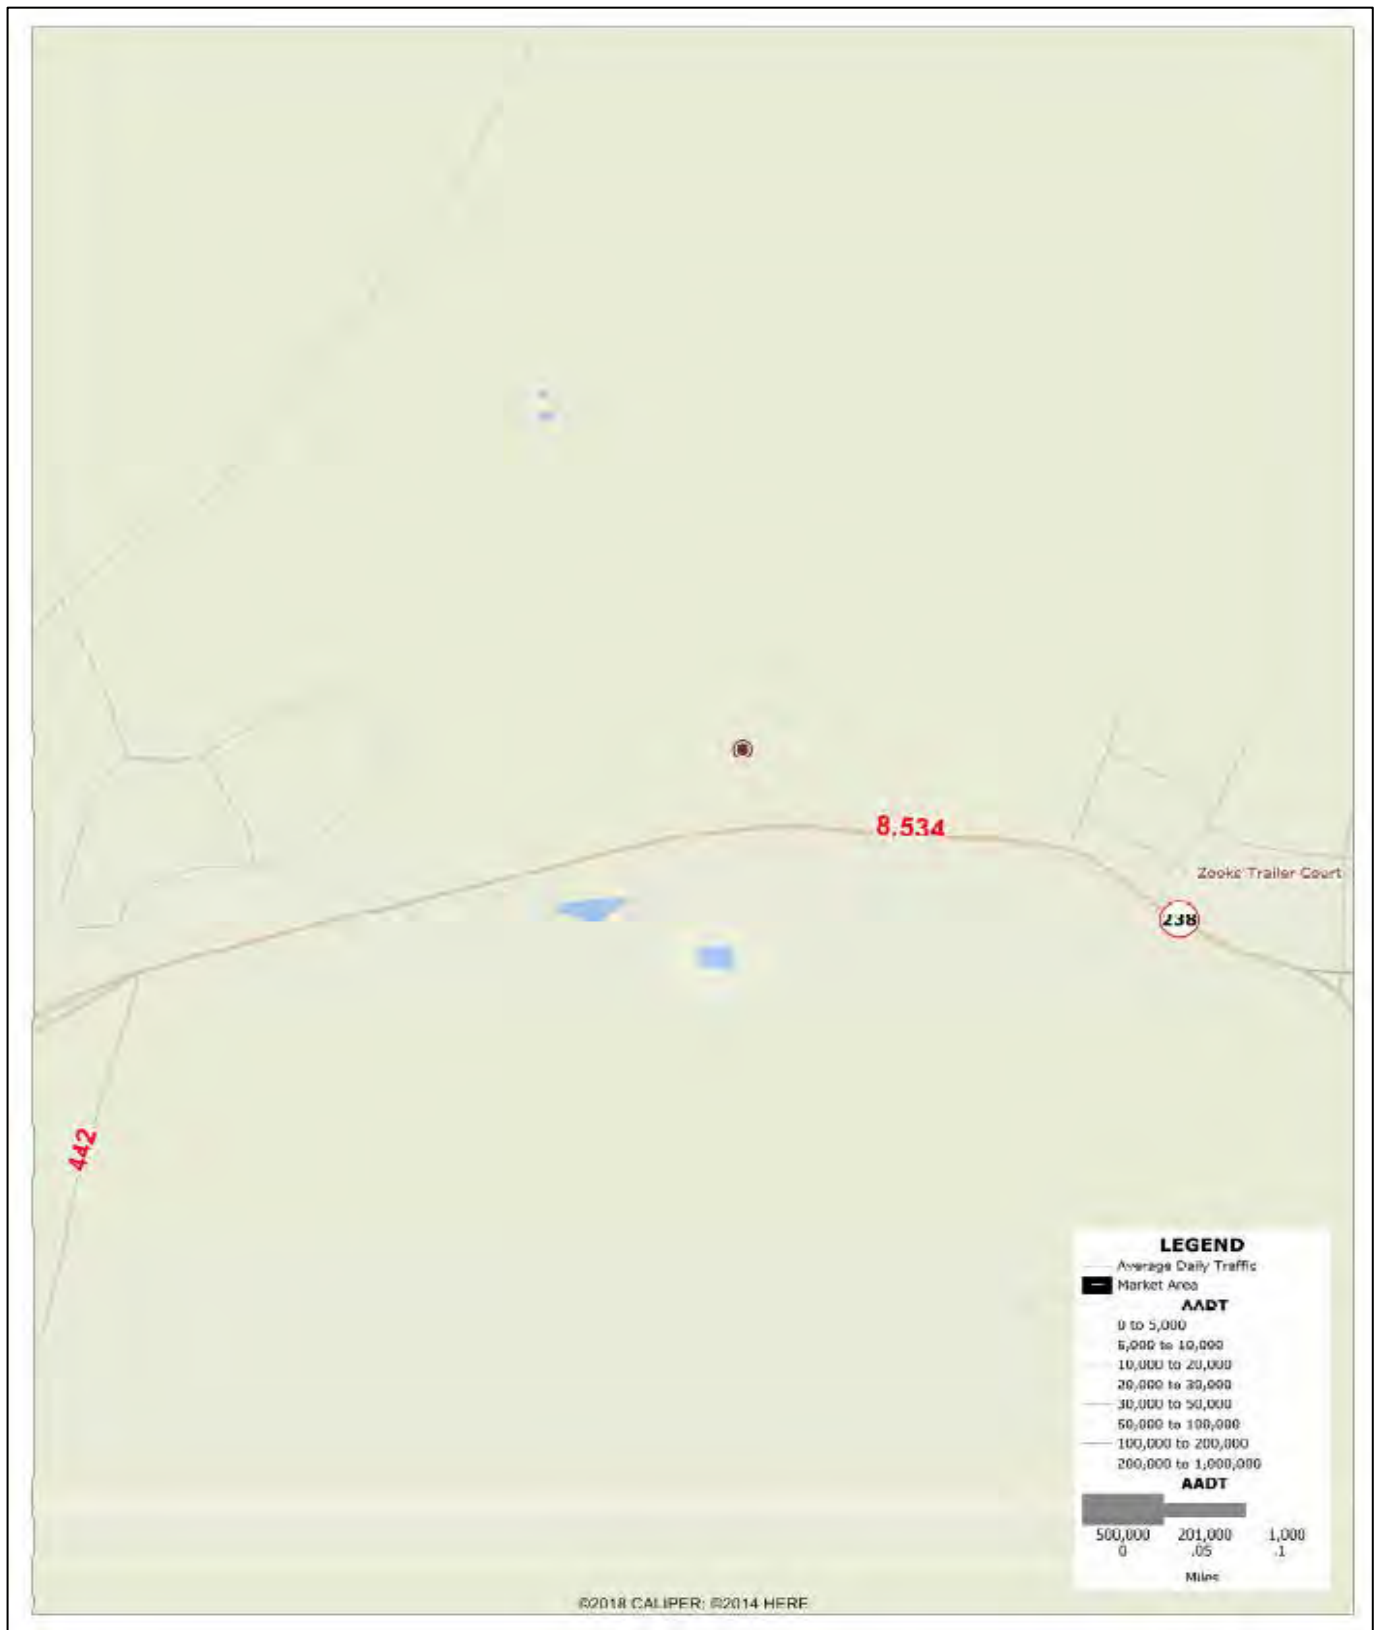 8,534
Zooks Trailer Court
238
442
LEGEND
Average Daily Traffic
Market Area
AADT
0 to 5,000
5,000 to 10,000
10,000 to 20,000
20,000 to 30,000
30,000 to 50,000
50,000 to 100,000
100,000 to 200,000
200,000 to 1,000,000
AADT
500,000 201,000 1,000
0 .05 .1
Miles
©2018 CALIPER; ©2014 HERE